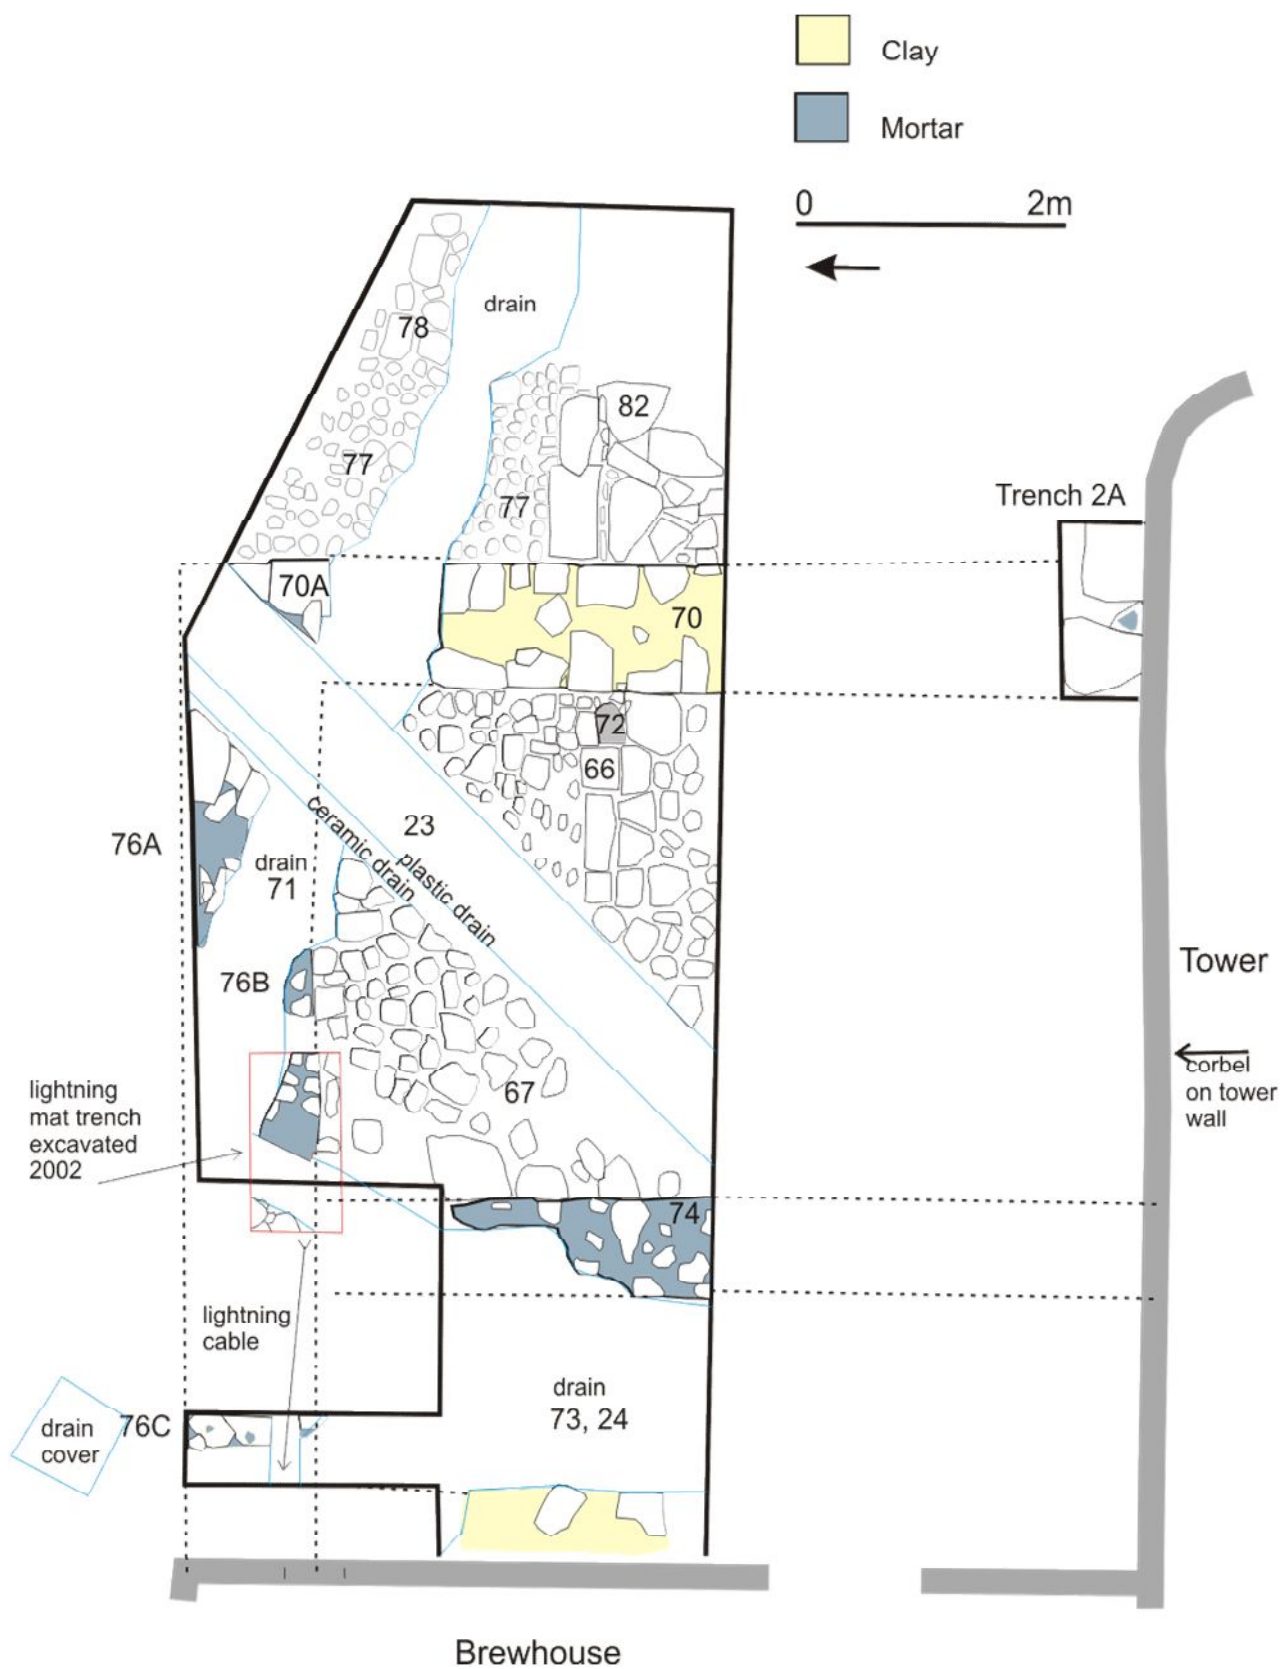 Clay
Mortar
0 2m
drain
78
82
77
77
Trench 2A
70A
70
72
66
23
ceramic drain
plastic drain
76A
drain
71
76B
67
Tower
corbel
on tower
wall
lightning
mat trench
excavated
2002
74
lightning
cable
drain
73, 24
drain
cover
76C
Brewhouse